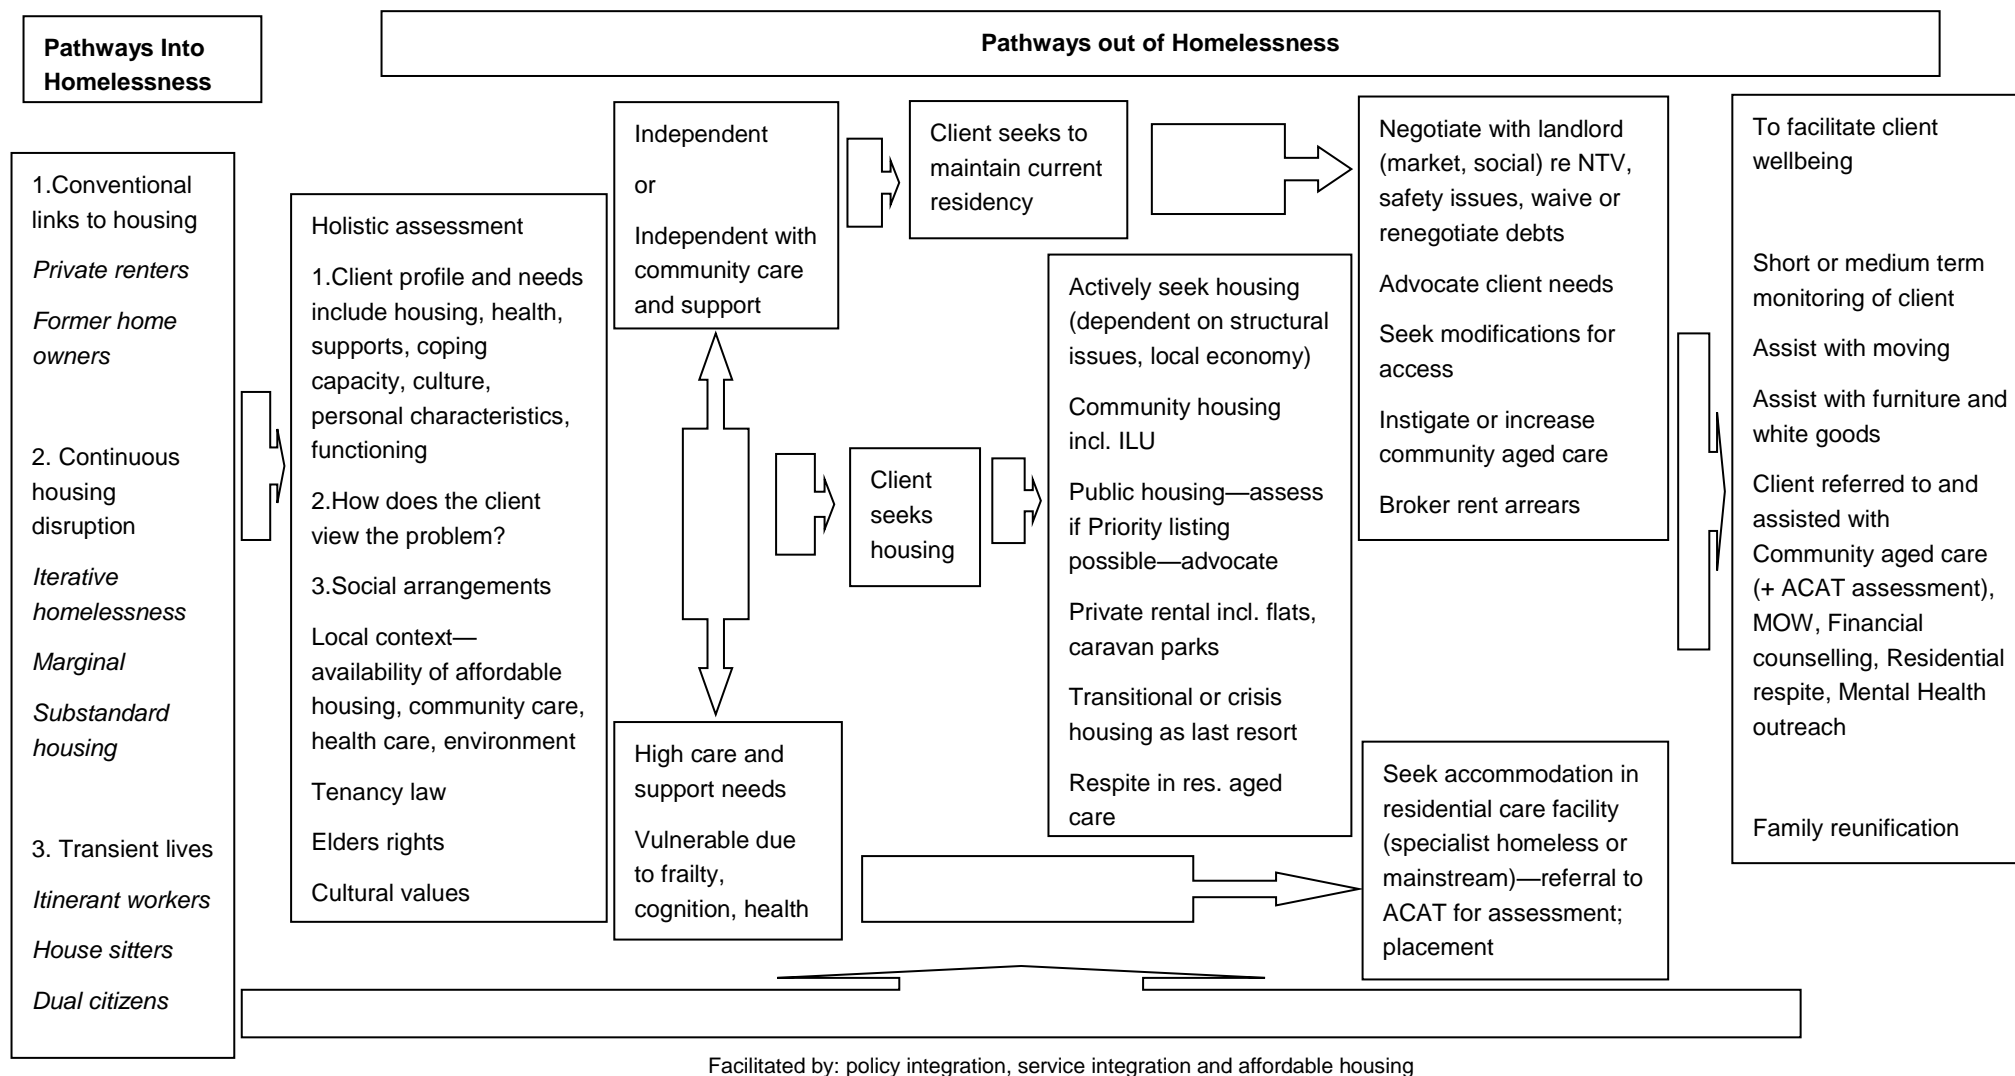 Pathways Into
Homelessness
Pathways out of Homelessness
1.Conventional
links to housing
Private renters
Former home
owners
2. Continuous
housing
disruption
Iterative
homelessness
Marginal
Substandard
housing
3. Transient lives
Itinerant workers
House sitters
Dual citizens
Holistic assessment
1.Client profile and needs
include housing, health,
supports, coping
capacity, culture,
personal characteristics,
functioning
2.How does the client
view the problem?
3.Social arrangements
Local context—
availability of affordable
housing, community care,
health care, environment
Tenancy law
Elders rights
Cultural values
Independent
or
Independent with
community care
and support
High care and
support needs
Vulnerable due
to frailty,
cognition, health
Client seeks to
maintain current
residency
Client
seeks
housing
Actively seek housing
(dependent on structural
issues, local economy)
Community housing
incl. ILU
Public housing—assess
if Priority listing
possible—advocate
Private rental incl. flats,
caravan parks
Transitional or crisis
housing as last resort
Respite in res. aged
care
Negotiate with landlord
(market, social) re NTV,
safety issues, waive or
renegotiate debts
Advocate client needs
Seek modifications for
access
Instigate or increase
community aged care
Broker rent arrears
Seek accommodation in
residential care facility
(specialist homeless or
mainstream)—referral to
ACAT for assessment;
placement
To facilitate client
wellbeing
Short or medium term
monitoring of client
Assist with moving
Assist with furniture and
white goods
Client referred to and
assisted with
Community aged care
(+ ACAT assessment),
MOW, Financial
counselling, Residential
respite, Mental Health
outreach
Family reunification
Facilitated by: policy integration, service integration and affordable housing